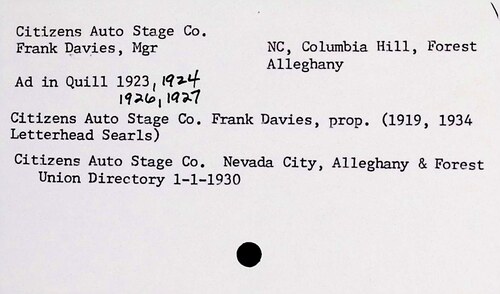 Citizens Auto Stage Co.
Frank Davies, Mgr
NC, Columbia Hill, Forest
Alleghany
Ad in Quill 1923, 1924
1926, 1927
Citizens Auto Stage Co. Frank Davies, prop. (1919, 1934
Letterhead Searls)
Citizens Auto Stage Co. Nevada City, Alleghany & Forest
Union Directory 1-1-1930